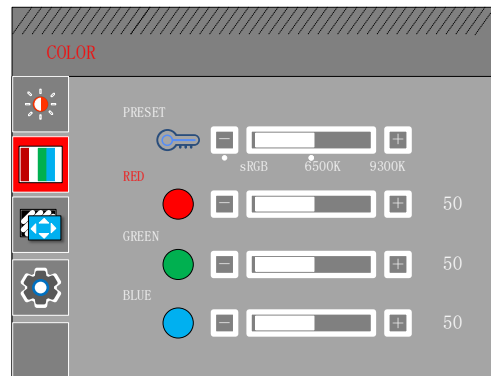 COLOR
PRESET
sRGB 6500K 9300K
RED
50
GREEN
50
BLUE
50